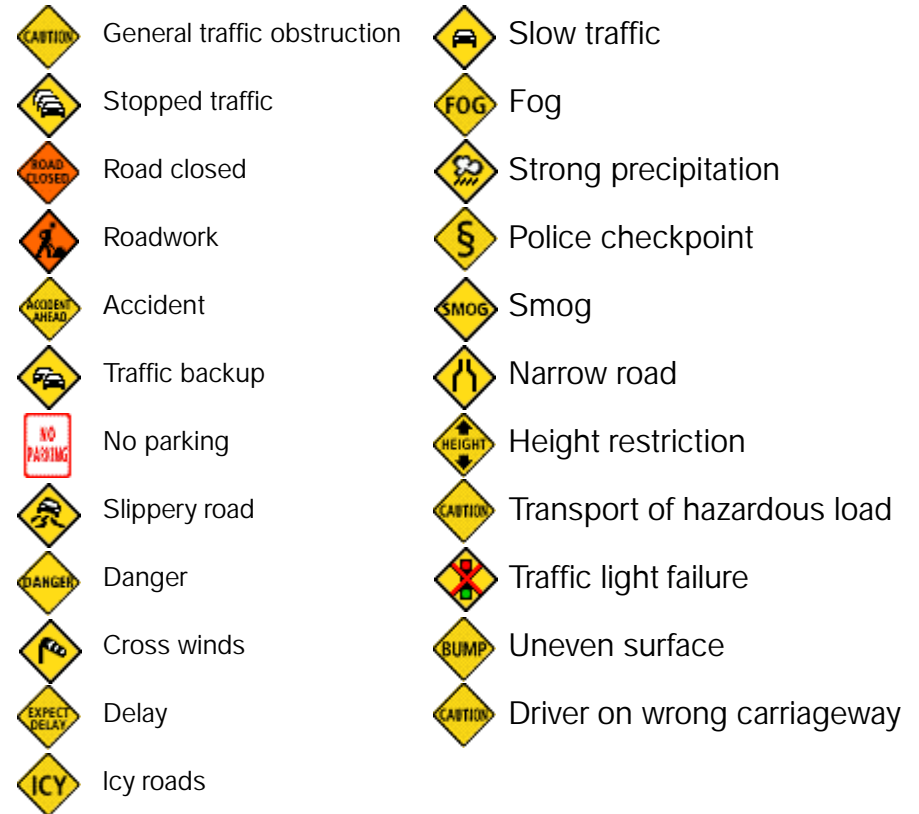 CAUTION General traffic obstruction
Stopped traffic
ROAD
CLOSED Road closed
Roadwork
ACCIDENT
AHEAD Accident
Traffic backup
NO
PARKING No parking
Slippery road
DANGER Danger
Cross winds
EXPECT
DELAY Delay
ICY Icy roads
Slow traffic
FOG Fog
Strong precipitation
§ Police checkpoint
SMOG Smog
Narrow road
HEIGHT Height restriction
CAUTION Transport of hazardous load
Traffic light failure
BUMP Uneven surface
CAUTION Driver on wrong carriageway